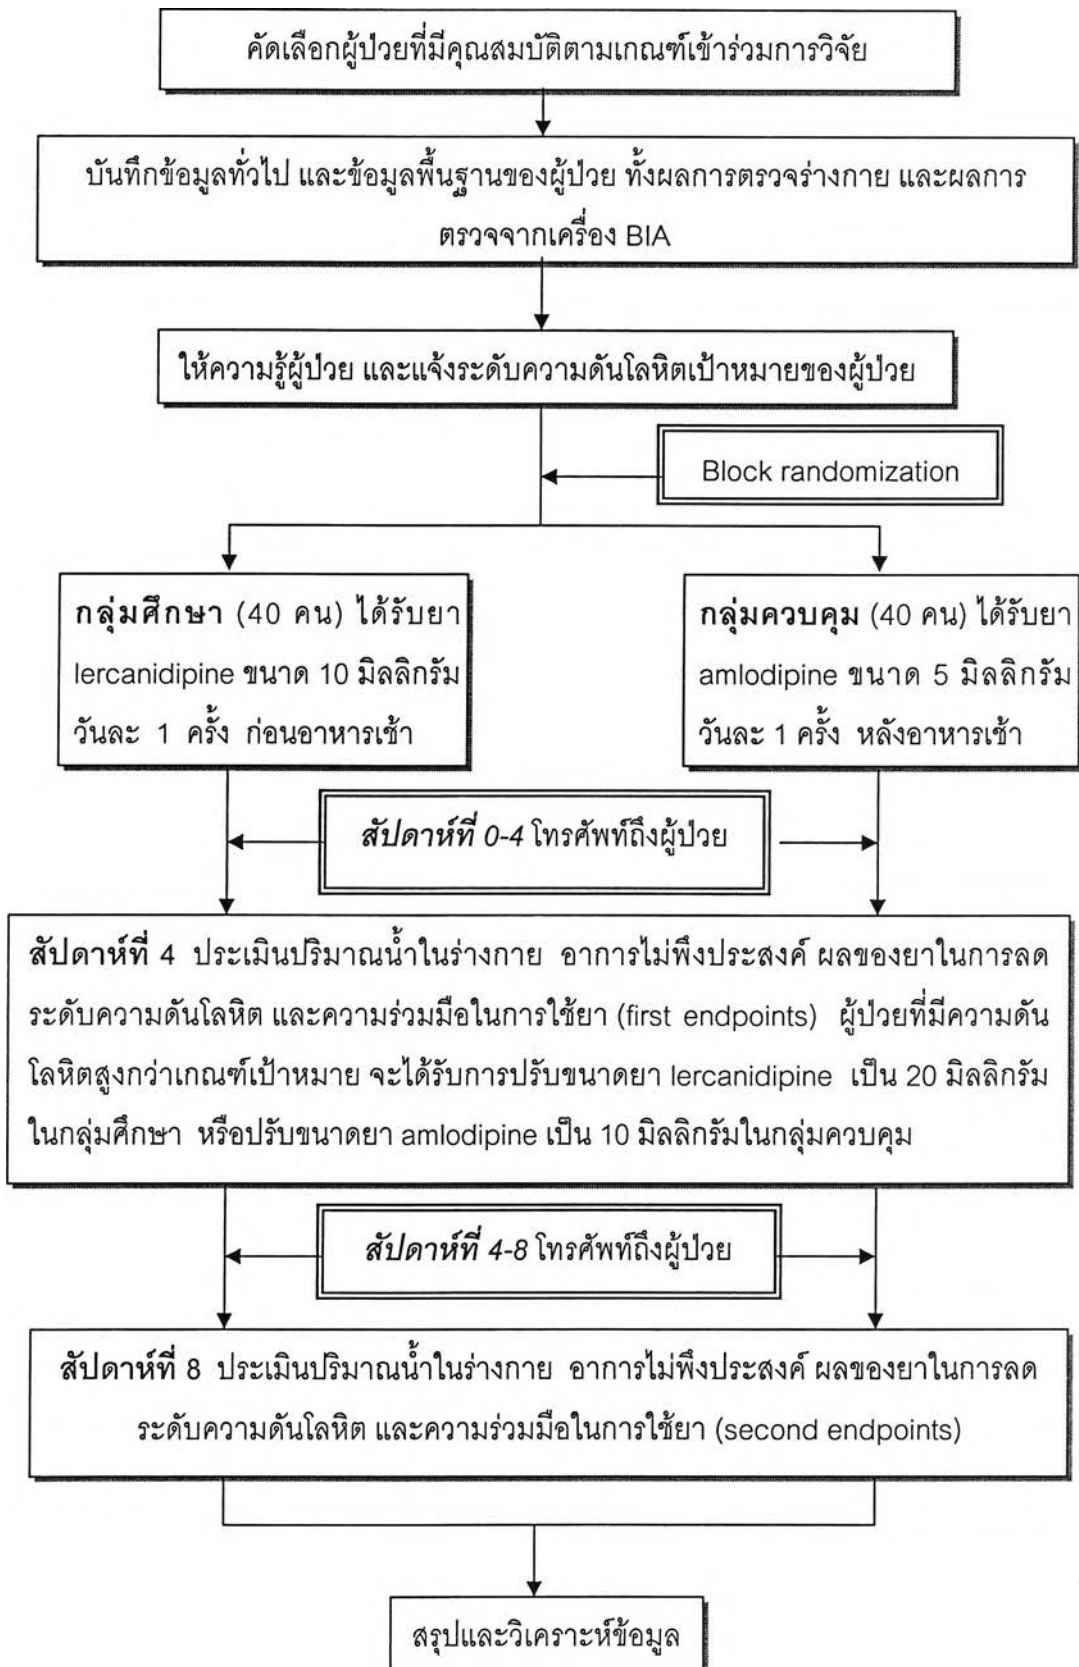 คัดเลือกผู้ป่วยที่มีคุณสมบัติตามเกณฑ์เข้าร่วมการวิจัย
บันทึกข้อมูลทั่วไป และข้อมูลพื้นฐานของผู้ป่วย ทั้งผลการตรวจร่างกาย และผลการ
ตรวจจากเครื่อง BIA
ให้ความรู้ผู้ป่วย และแจ้งระดับความดันโลหิตเป้าหมายของผู้ป่วย
Block randomization
กลุ่มศึกษา (40 คน) ได้รับยา
lercanidipine ขนาด 10 มิลลิกรัม
วันละ 1 ครั้ง ก่อนอาหารเช้า
กลุ่มควบคุม (40 คน) ได้รับยา
amlodipine ขนาด 5 มิลลิกรัม
วันละ 1 ครั้ง หลังอาหารเช้า
สัปดาห์ที่ 0-4 โทรศัพท์ถึงผู้ป่วย
สัปดาห์ที่ 4 ประเมินปริมาณน้ำในร่างกาย อาการไม่พึงประสงค์ ผลของยาในการลด
ระดับความดันโลหิต และความร่วมมือในการใช้ยา (first endpoints) ผู้ป่วยที่มีความดัน
โลหิตสูงกว่าเกณฑ์เป้าหมาย จะได้รับการปรับขนาดยา lercanidipine เป็น 20 มิลลิกรัม
ในกลุ่มศึกษา หรือปรับขนาดยา amlodipine เป็น 10 มิลลิกรัมในกลุ่มควบคุม
สัปดาห์ที่ 4-8 โทรศัพท์ถึงผู้ป่วย
สัปดาห์ที่ 8 ประเมินปริมาณน้ำในร่างกาย อาการไม่พึงประสงค์ ผลของยาในการลด
ระดับความดันโลหิต และความร่วมมือในการใช้ยา (second endpoints)
สรุปและวิเคราะห์ข้อมูล